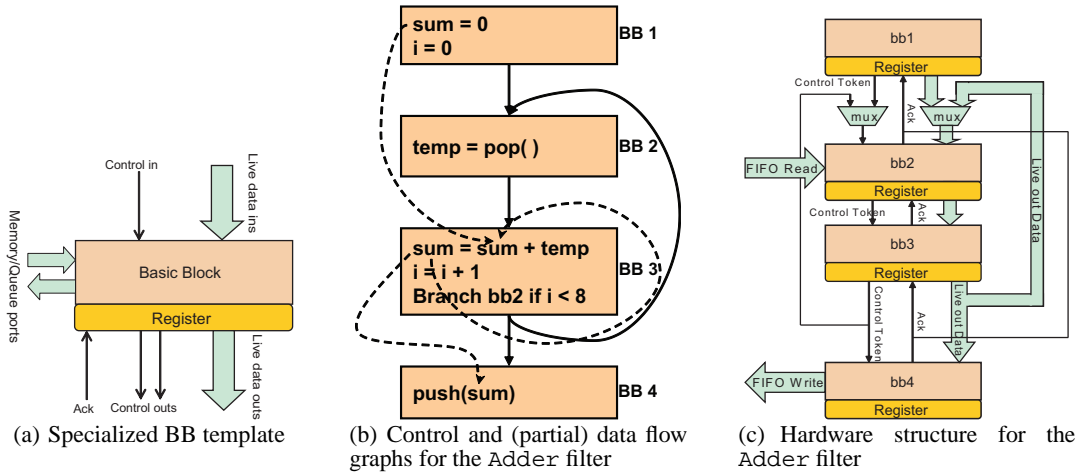 Control in
Live data ins
Memory/Queue ports
Basic Block
Register
Ack
Control outs
Live data outs
(a) Specialized BB template
sum = 0
i = 0
BB 1
temp = pop( )
BB 2
sum = sum + temp
i = i + 1
Branch bb2 if i < 8
BB 3
push(sum)
BB 4
(b) Control and (partial) data flow
graphs for the Adder filter
bb1
Register
Control Token
Ack
mux
mux
bb2
FIFO Read
Register
Control Token
Ack
Live out Data
bb3
Register
Control Token
Ack
Live out Data
bb4
FIFO Write
Register
(c) Hardware structure for the
Adder filter